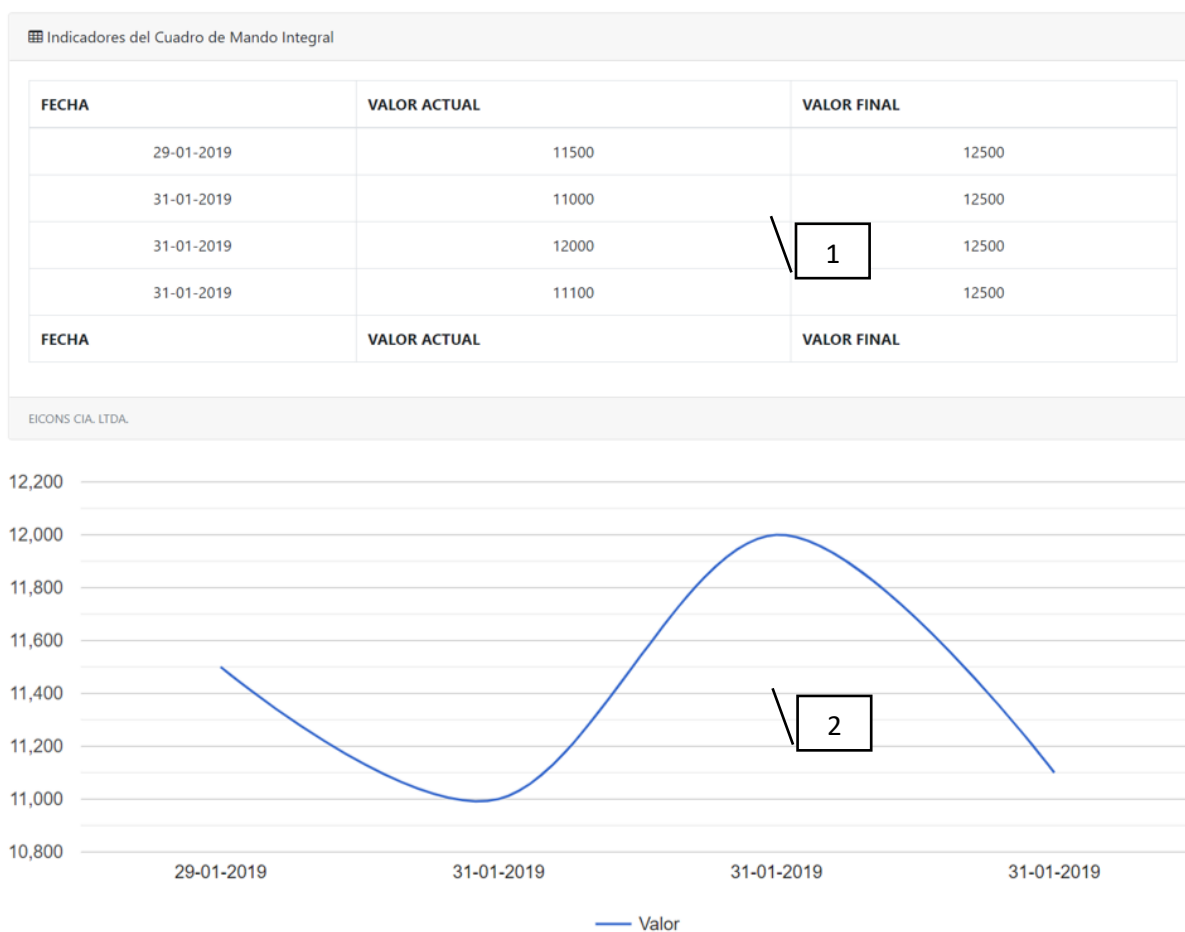 Indicadores del Cuadro de Mando Integral
FECHA VALOR ACTUAL VALOR FINAL
29-01-2019 11500 12500
31-01-2019 11000 12500
31-01-2019 12000 12500
1
31-01-2019 11100 12500
FECHA VALOR ACTUAL VALOR FINAL
EICONS CIA. LTDA.
12,200
12,000
11,800
11,600
11,400
2
11,200
11,000
10,800
29-01-2019 31-01-2019 31-01-2019 31-01-2019
Valor